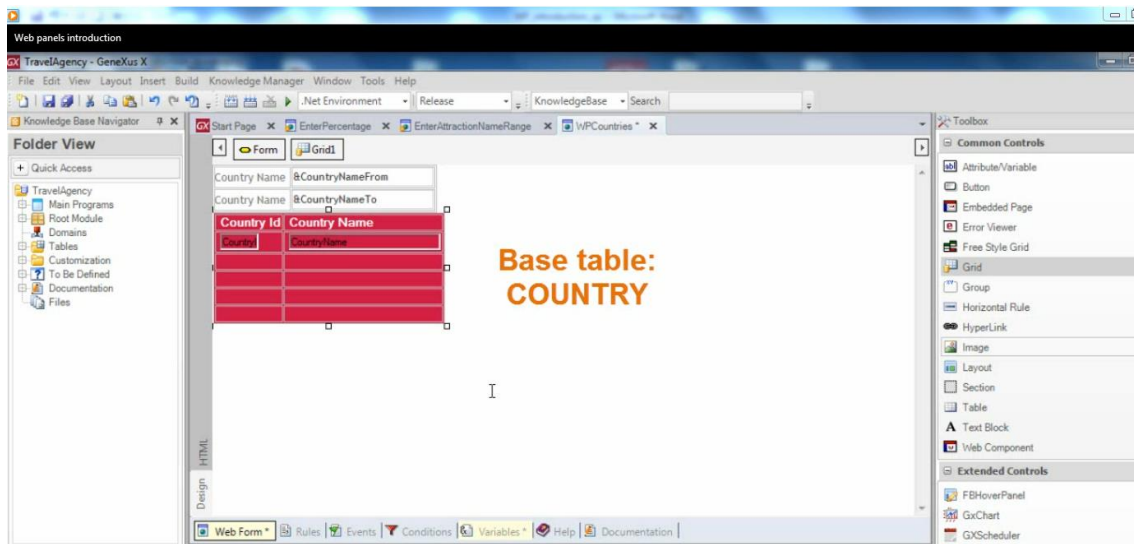 Web panels introduction
TravelAgency - GeneXus X
File Edit View Layout Insert Build Knowledge Manager Window Tools Help
.Net Environment Release KnowledgeBase Search
Knowledge Base Navigator
Start Page EnterPercentage EnterAttractionNameRange WPCountries *
Toolbox
Folder View
Form Grid1
Common Controls
+ Quick Access
Country Name &CountryNameFrom
Attribute/Variable
TravelAgency
Country Name &CountryNameTo
Button
Main Programs
Embedded Page
Root Module
Country Id Country Name
Error Viewer
Domains
CountryI CountryName
Free Style Grid
Tables
Base table:
Grid
Customization
COUNTRY
Group
To Be Defined
Horizontal Rule
Documentation
HyperLink
Files
Image
Layout
Section
Table
A Text Block
Web Component
HTML
Extended Controls
Design
FBHoverPanel
GxChart
Web Form * Rules Events Conditions Variables * Help Documentation
GXScheduler